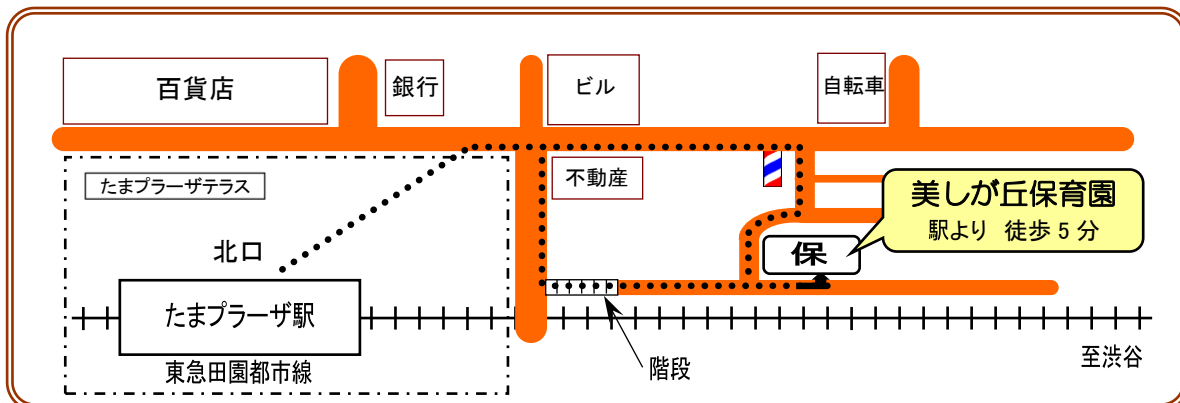 百貨店
銀行
ビル
自転車
たまプラーザテラス
不動産
美しが丘保育園
駅より 徒歩5分
北口
保
たまプラーザ駅
東急田園都市線
階段
至渋谷